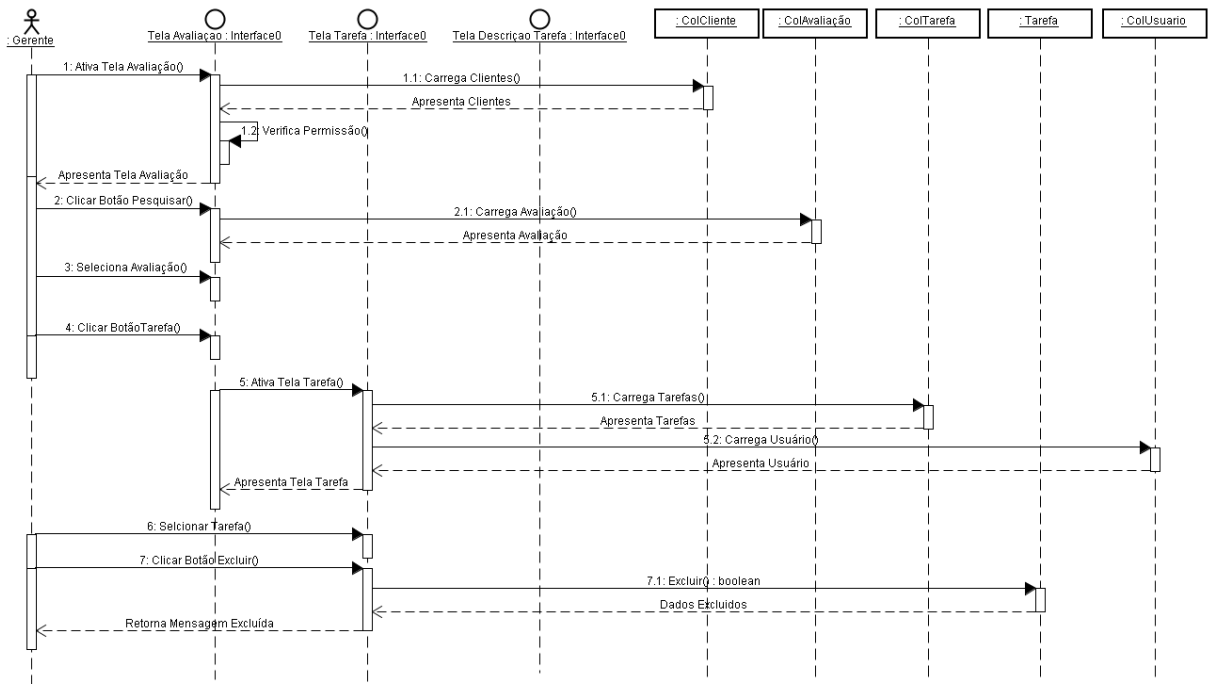 : Gerente
Tela Avaliaçao : Interface0
Tela Tarefa : Interface0
Tela Descriçao Tarefa : Interface0
: ColCliente
: ColAvaliação
: ColTarefa
: Tarefa
: ColUsuario
1: Ativa Tela Avaliação()
1.1: Carrega Clientes()
Apresenta Clientes
1.2: Verifica Permissão()
Apresenta Tela Avaliação
2: Clicar Botão Pesquisar()
2.1: Carrega Avaliação()
Apresenta Avaliação
3: Seleciona Avaliação()
4: Clicar BotãoTarefa()
5: Ativa Tela Tarefa()
5.1: Carrega Tarefas()
Apresenta Tarefas
5.2: Carrega Usuário()
Apresenta Usuário
Apresenta Tela Tarefa
6: Selcionar Tarefa()
7: Clicar Botão Excluir()
7.1: Excluir() : boolean
Dados Excluidos
Retorna Mensagem Excluída